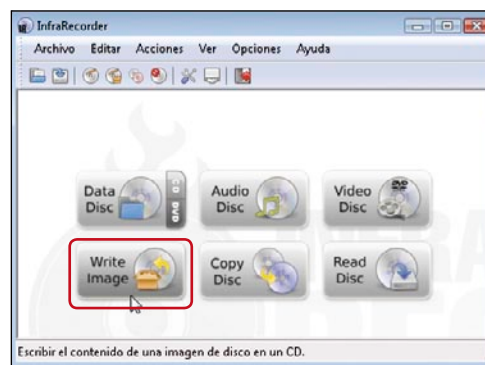 InfraRecorder
Archivo Editar Acciones Ver Opciones Ayuda
Data Disc
CD DVD
Audio Disc
Video Disc
DVD
Write Image
Copy Disc
Read Disc
Escribir el contenido de una imagen de disco en un CD.